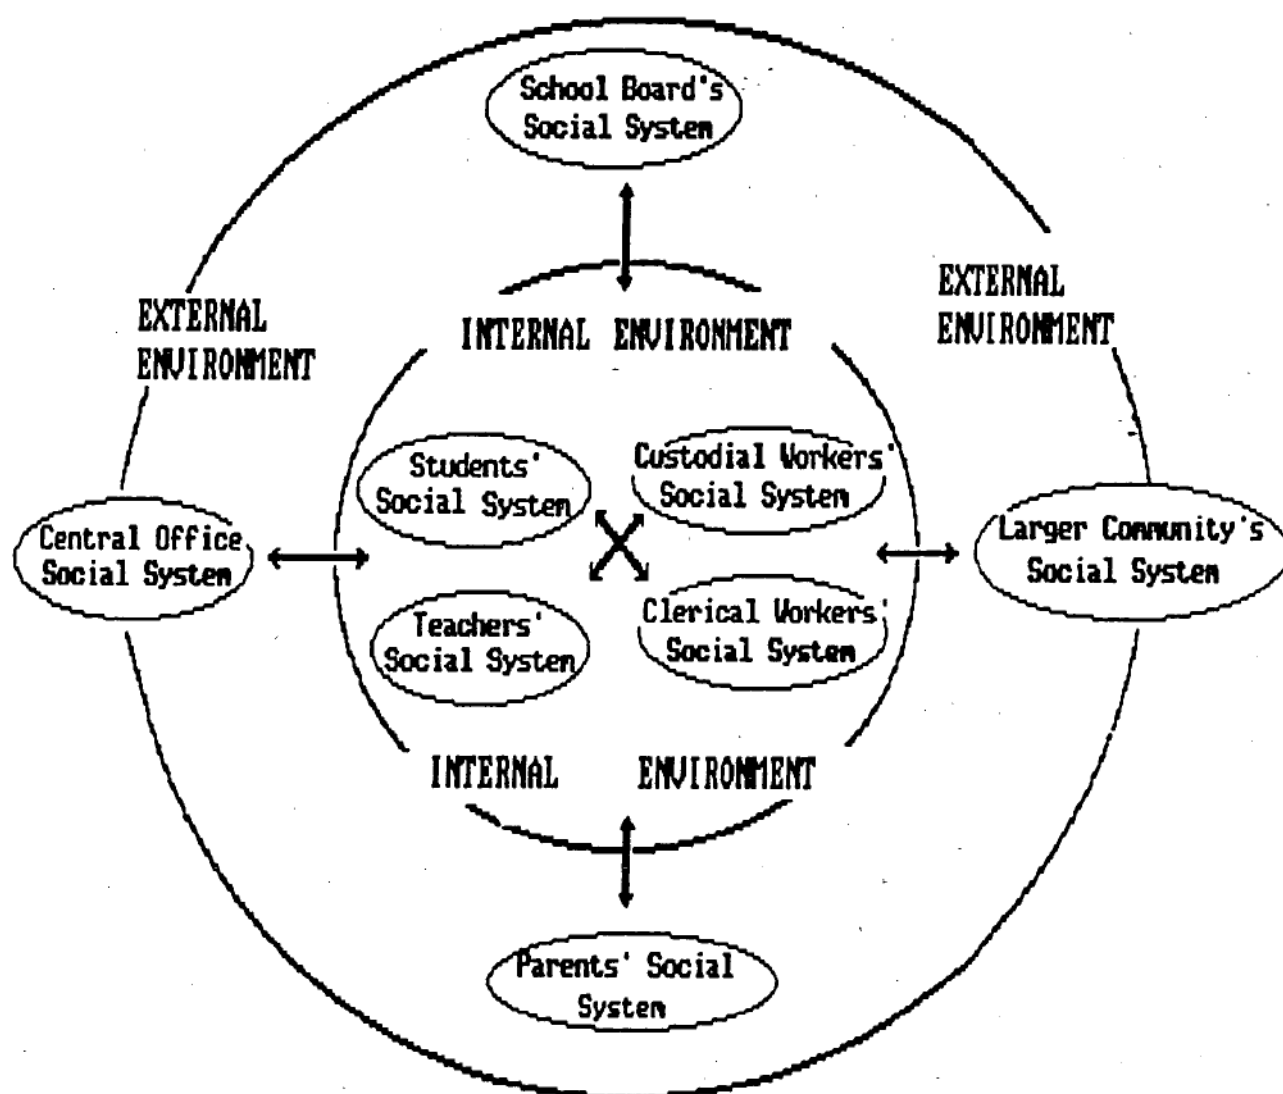 School Board's
Social System
EXTERNAL
ENVIRONMENT
EXTERNAL
ENVIRONMENT
INTERNAL ENVIRONMENT
Students'
Social System
Custodial Workers'
Social System
Central Office
Social System
Larger Community's
Social System
Teachers'
Social System
Clerical Workers'
Social System
INTERNAL ENVIRONMENT
Parents' Social
System